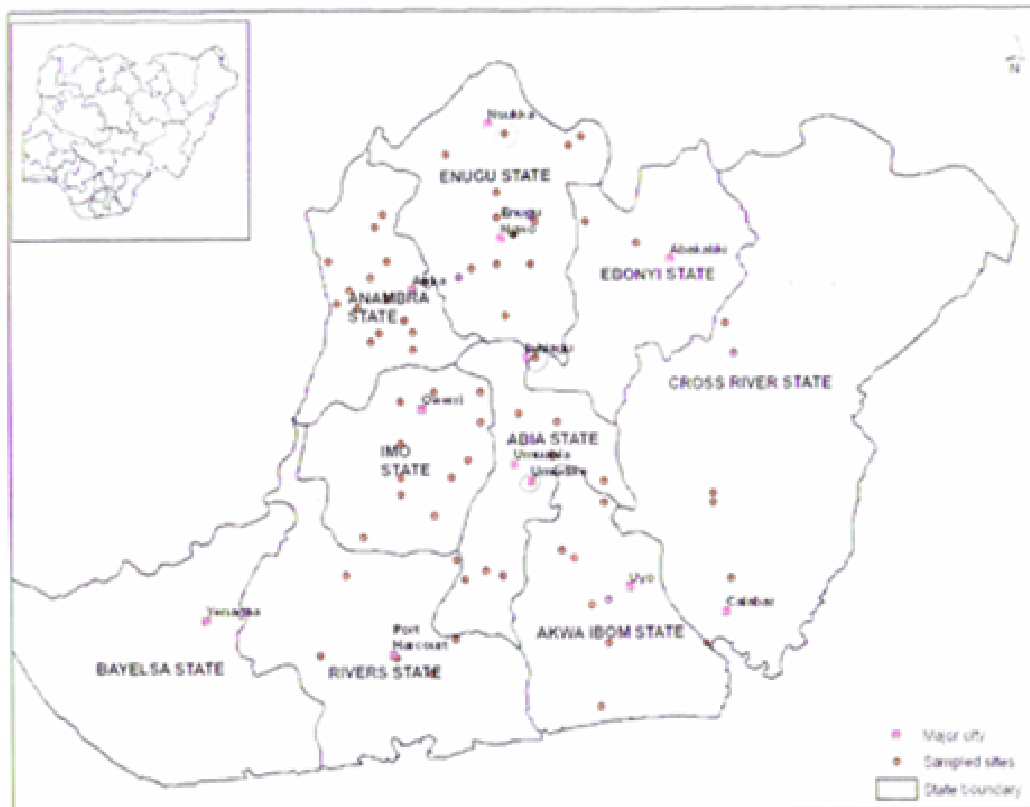 N
Nsukka
ENUGU STATE
Enugu
Abakaliki
EBONYI STATE
Awka
ANAMBRA
STATE
CROSS RIVER STATE
Owerri
ABIA STATE
IMO
STATE
Umuahia
Uyo
Calabar
Yenagoa
Port
Harcourt
AKWA IBOM STATE
BAYELSA STATE
RIVERS STATE
Major city
Sampled sites
State boundary